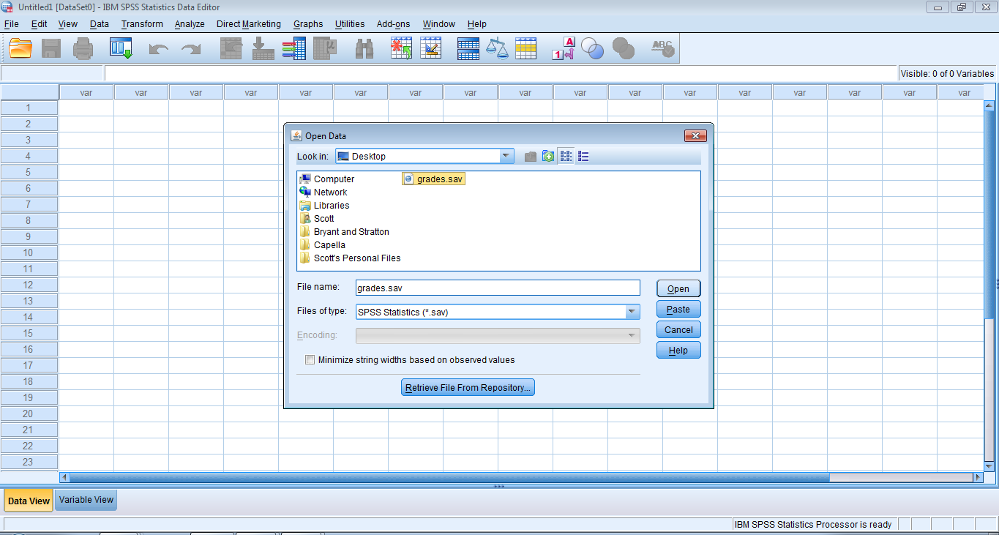 Untitled1 [DataSet0] - IBM SPSS Statistics Data Editor
File Edit View Data Transform Analyze Direct Marketing Graphs Utilities Add-ons Window Help
1 A μ ABC
Visible: 0 of 0 Variables
var var var var var var var var var var var var var var var var var
1
2
3
4
5
6
7
8
9
10
11
12
13
14
15
16
17
18
19
20
21
22
23
Open Data
Look in: Desktop
Computer grades.sav
Network
Libraries
Scott
Bryant and Stratton
Capella
Scott's Personal Files
File name: grades.sav Open
Files of type: SPSS Statistics (*.sav) Paste
Encoding: Cancel
Help
Minimize string widths based on observed values
Retrieve File From Repository...
Data View Variable View
IBM SPSS Statistics Processor is ready